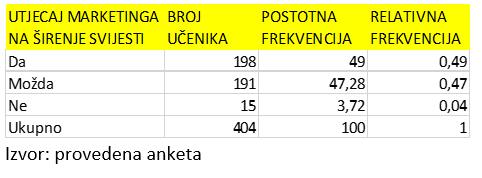 UTJECAJ MARKETINGA BROJ POSTOTNA RELATIVNA
NA ŠIRENJE SVIJESTI UČENIKA FREKVENCIJA FREKVENCIJA
Da 198 49 0,49
Možda 191 47,28 0,47
Ne 15 3,72 0,04
Ukupno 404 100 1
Izvor: provedena anketa